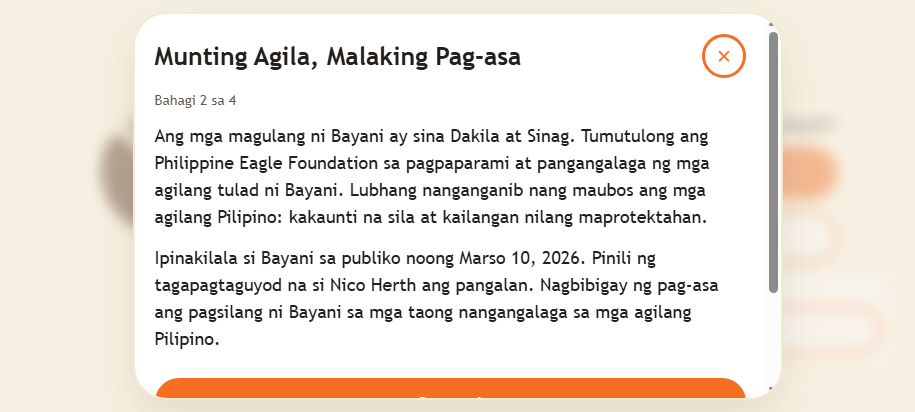 Munting Agila, Malaking Pag-asa
Bahagi 2 sa 4
Ang mga magulang ni Bayani ay sina Dakila at Sinag. Tumutulong ang
Philippine Eagle Foundation sa pagpaparami at pangangalaga ng mga
agilang tulad ni Bayani. Lubhang nanganganib nang maubos ang mga
agilang Pilipino: kakaunti na sila at kailangan nilang maprotektahan.
Ipinakilala si Bayani sa publiko noong Marso 10, 2026. Pinili ng
tagapagtaguyod na si Nico Herth ang pangalan. Nagbibigay ng pag-asa
ang pagsilang ni Bayani sa mga taong nangangalaga sa mga agilang
Pilipino.